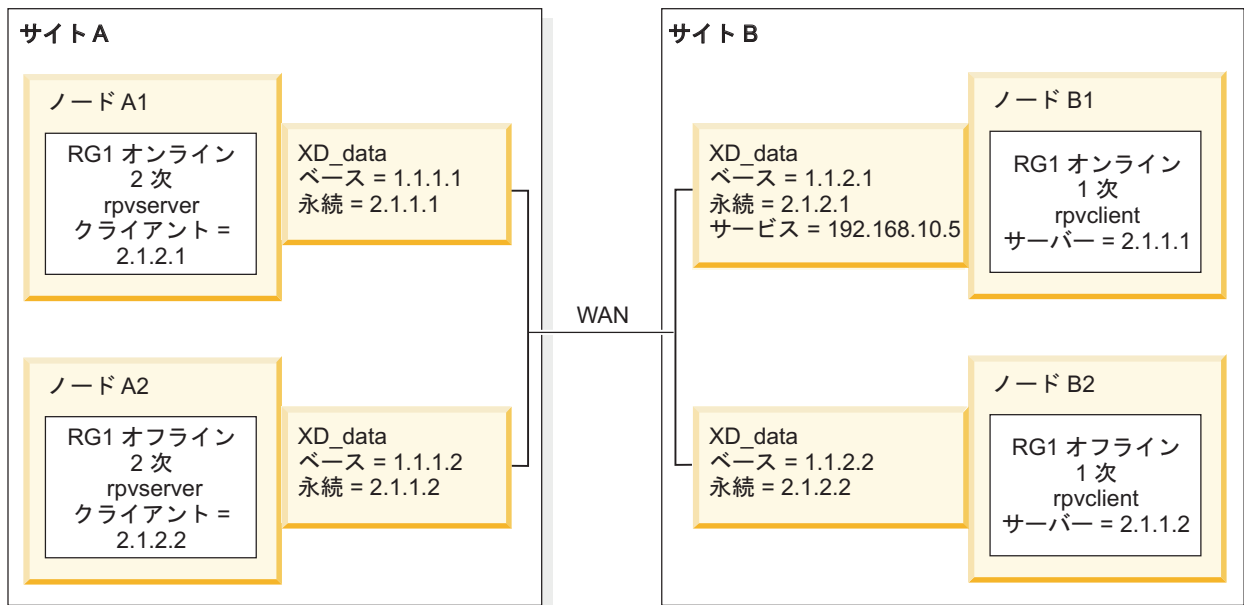 サイト A
ノード A1
RG1 オンライン
2 次
rpvserver
クライアント =
2.1.2.1
XD_data
ベース = 1.1.1.1
永続 = 2.1.1.1
ノード A2
RG1 オフライン
2 次
rpvserver
クライアント =
2.1.2.2
XD_data
ベース = 1.1.1.2
永続 = 2.1.1.2
WAN
サイト B
XD_data
ベース = 1.1.2.1
永続 = 2.1.2.1
サービス = 192.168.10.5
ノード B1
RG1 オンライン
1 次
rpvclient
サーバー = 2.1.1.1
XD_data
ベース = 1.1.2.2
永続 = 2.1.2.2
ノード B2
RG1 オフライン
1 次
rpvclient
サーバー = 2.1.1.2